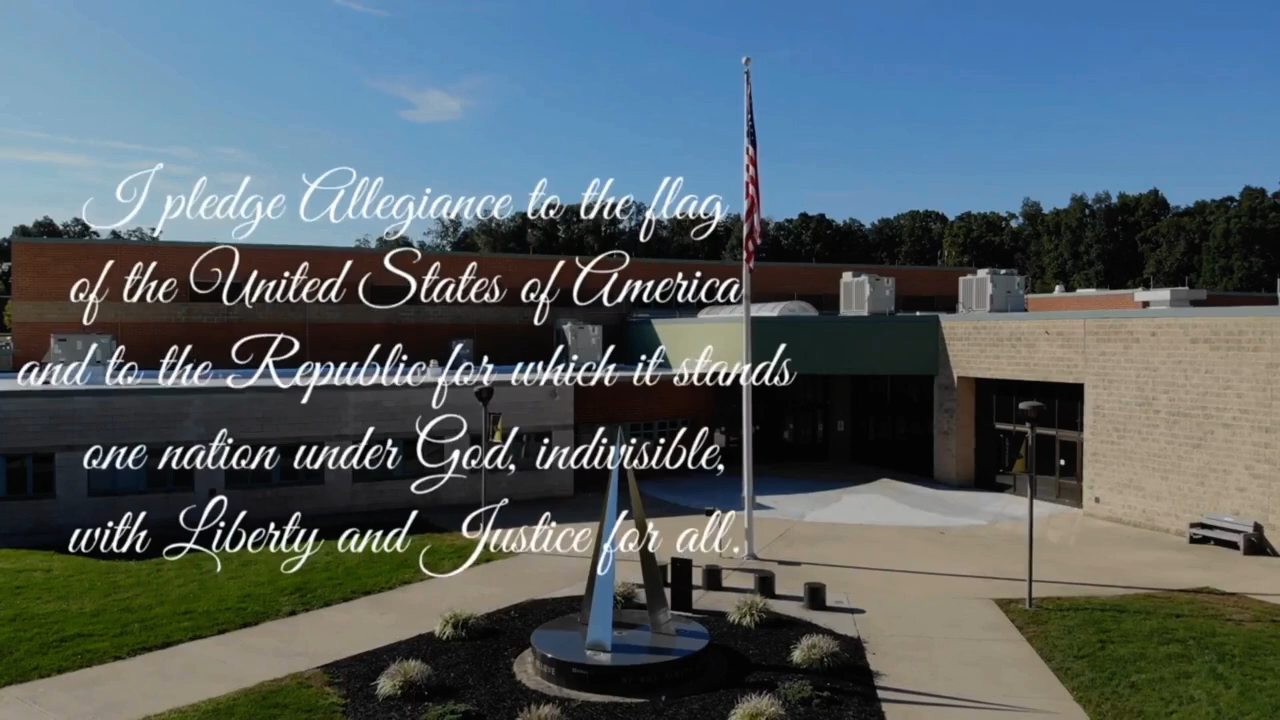 I pledge Allegiance to the flag
of the United States of America
and to the Republic for which it stands
one nation under God, indivisible,
with Liberty and Justice for all.